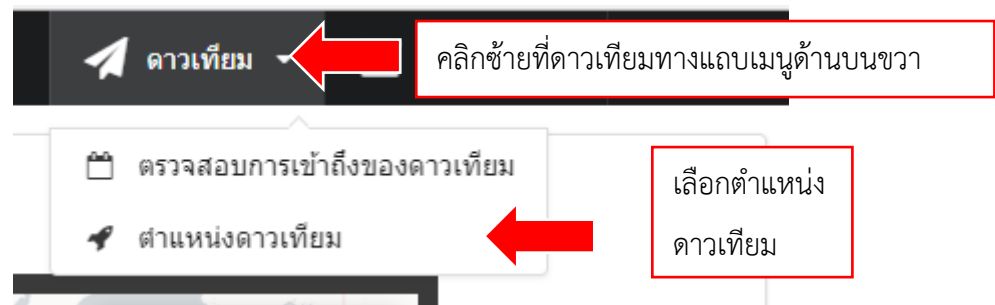 ดาวเทียม
คลิกซ้ายที่ดาวเทียมทางแถบเมนูด้านบนขวา
ตรวจสอบการเข้าถึงของดาวเทียม
ตำแหน่งดาวเทียม
เลือกตำแหน่ง
ดาวเทียม